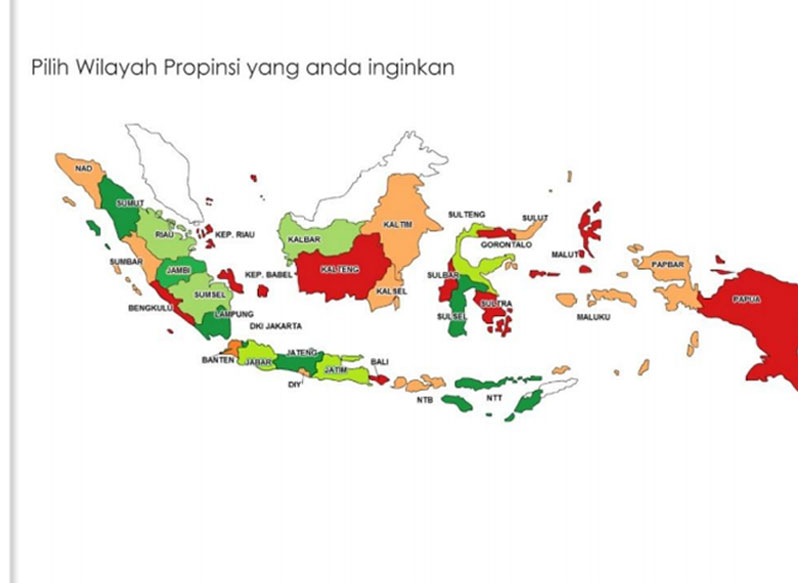 Pilih Wilayah Propinsi yang anda inginkan
NAD
SUMUT
RIAU
KEP. RIAU
SUMBAR
JAMBI
KEP. BABEL
SUMSEL
BENGKULU
LAMPUNG
DKI JAKARTA
BANTEN
JABAR
JATENG
DIY
JATIM
BALI
NTB
NTT
KALBAR
KALTIM
KALTENG
KALSEL
SULTENG
SULUT
GORONTALO
SULBAR
SULTRA
SULSEL
MALUT
MALUKU
PAPBAR
PAPUA